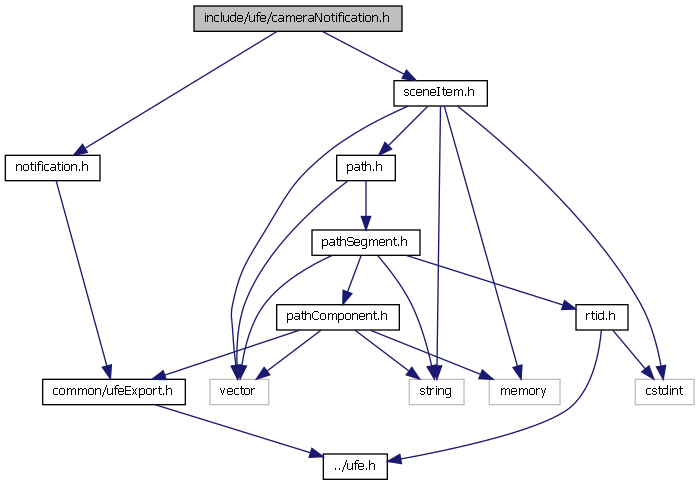 include/ufe/cameraNotification.h
sceneItem.h
notification.h
path.h
pathSegment.h
pathComponent.h
rtid.h
common/ufeExport.h
vector
string
memory
cstdint
../ufe.h